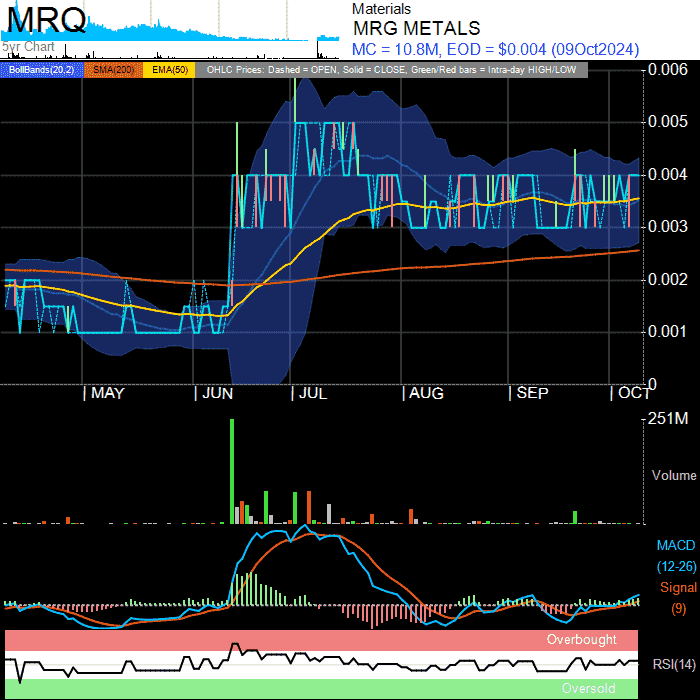 MRQ
5yr Chart
Materials
MRG METALS
MC = 10.8M, EOD = $0.004 (09Oct2024)
BollBands(20,2) SMA(200) EMA(50) OHLC Prices: Dashed = OPEN, Solid = CLOSE, Green/Red bars = Intra-day HIGH/LOW
0.006
0.005
0.004
0.003
0.002
0.001
0
MAY JUN JUL AUG SEP OCT
251M
Volume
MACD
(12-26)
Signal
(9)
Overbought
RSI(14)
Oversold